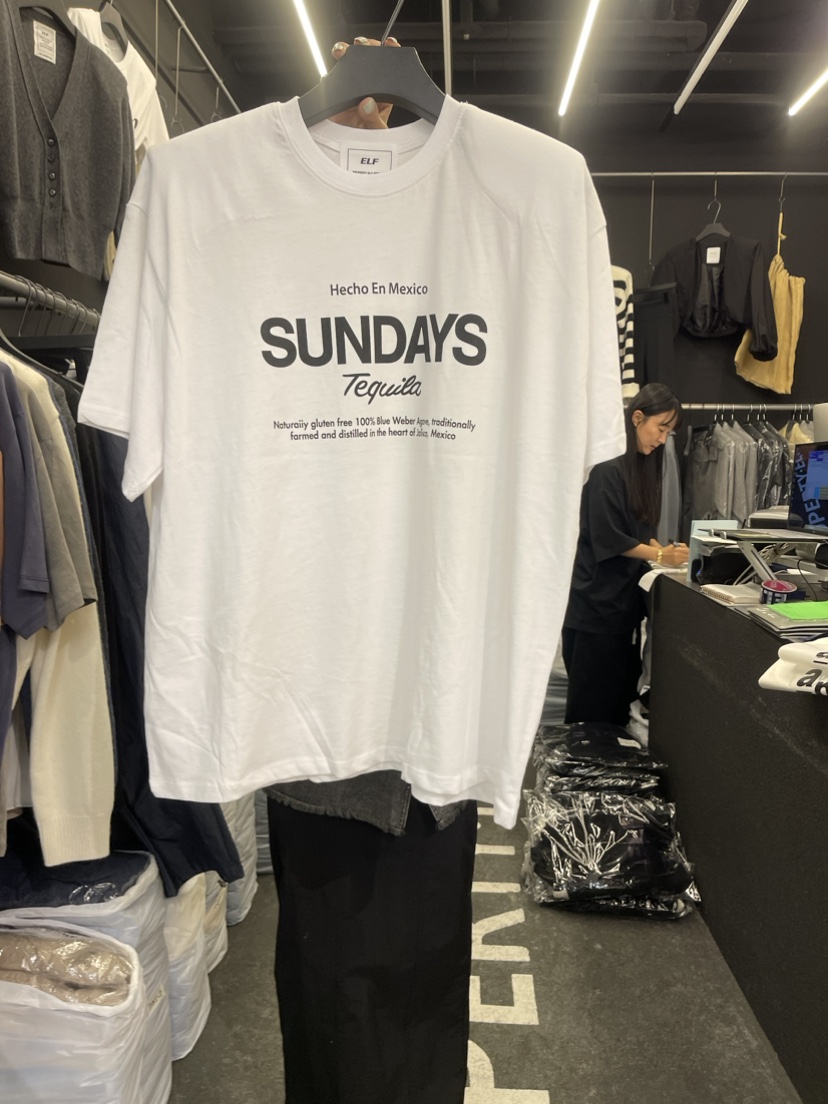 ELF
Hecho En Mexico
SUNDAYS
Tequila
Naturaiiy gluten free 100% Blue Weber Agave, traditionally
farmed and distilled in the heart of Jalico, Mexico